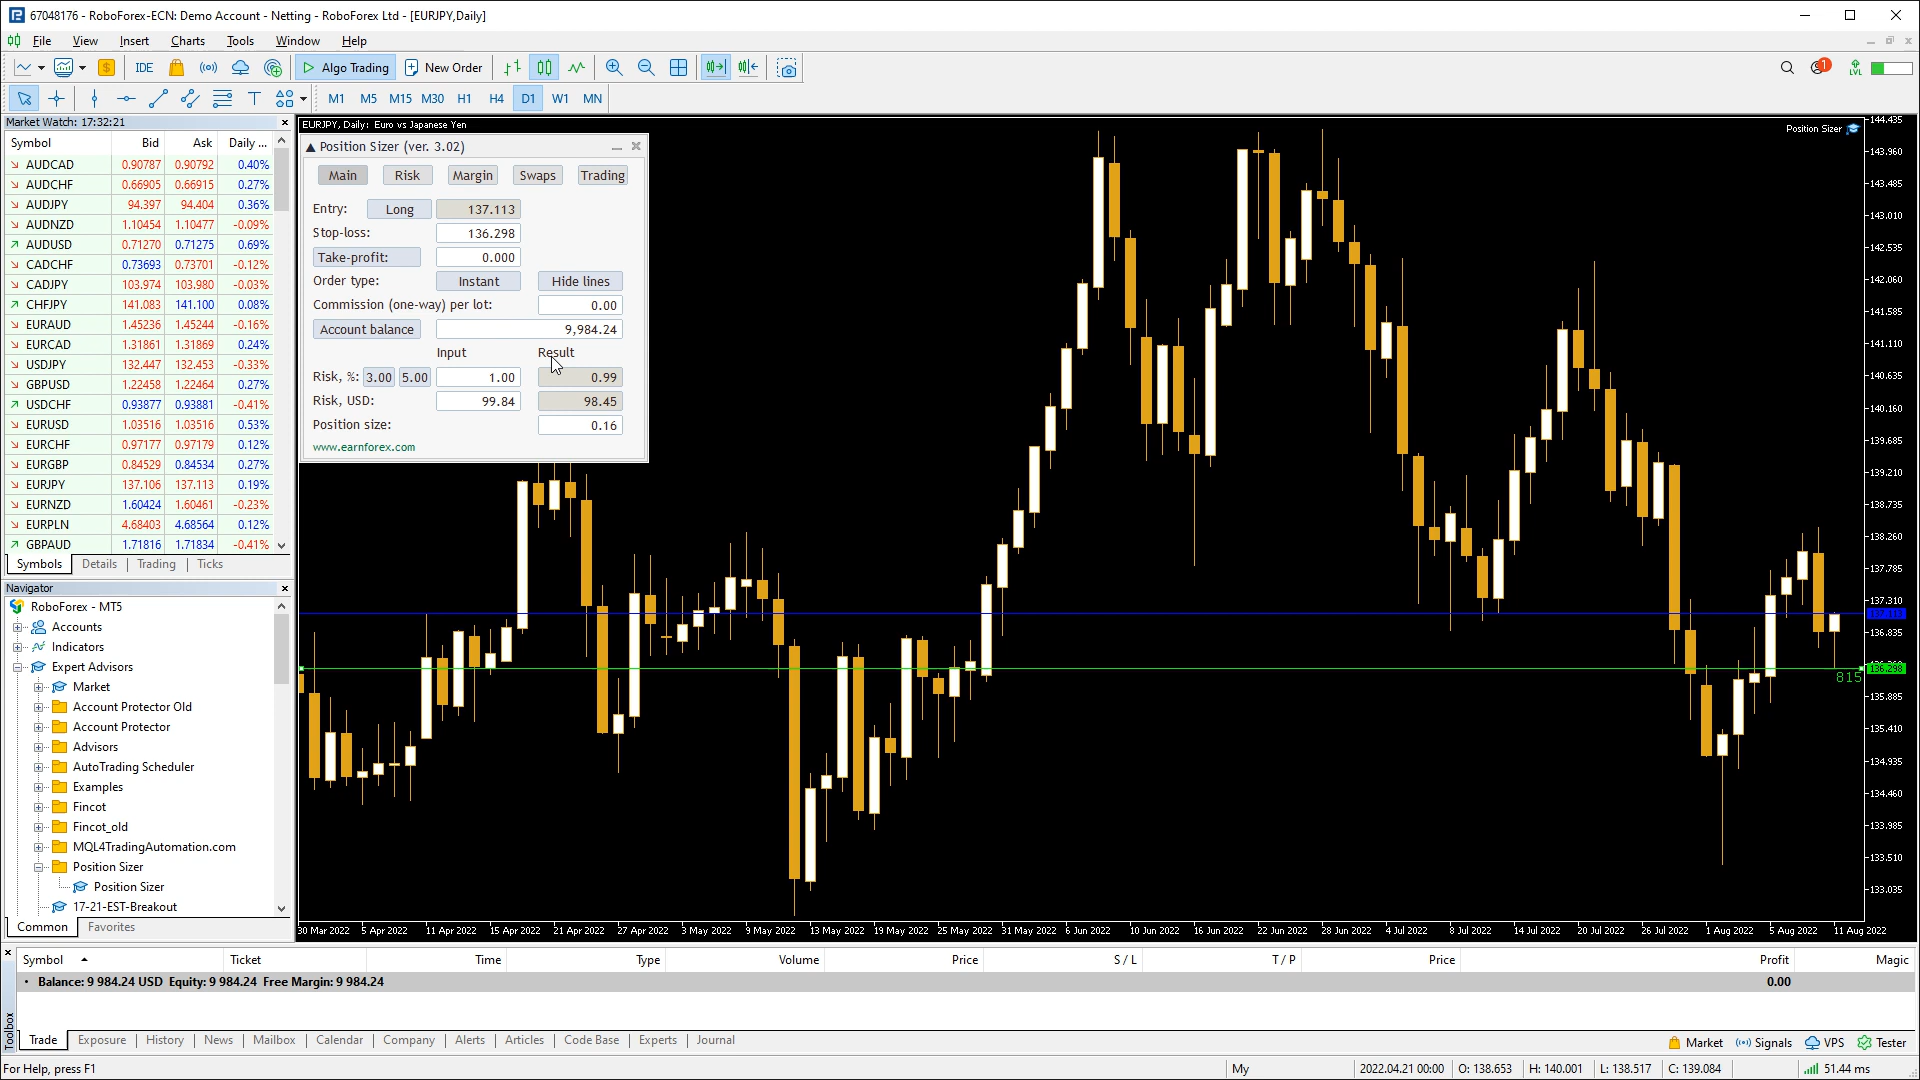 67048176 - RoboForex-ECN: Demo Account - Netting - RoboForex Ltd - [EURJPY,Daily]
File View Insert Charts Tools Window Help
IDE Algo Trading New Order 1 LVL
M1 M5 M15 M30 H1 H4 D1 W1 MN
Market Watch: 17:32:21
Symbol Bid Ask Daily ...
AUDCAD 0.90787 0.90792 0.40%
AUDCHF 0.66905 0.66915 0.27%
AUDJPY 94.397 94.404 0.36%
AUDNZD 1.10454 1.10477 -0.09%
AUDUSD 0.71270 0.71275 0.69%
CADCHF 0.73693 0.73701 -0.12%
CADJPY 103.974 103.980 -0.03%
CHFJPY 141.083 141.100 0.08%
EURAUD 1.45236 1.45244 -0.16%
EURCAD 1.31861 1.31869 0.24%
USDJPY 132.447 132.453 -0.33%
GBPUSD 1.22458 1.22464 0.27%
USDCHF 0.93877 0.93881 -0.41%
EURUSD 1.03516 1.03516 0.53%
EURCHF 0.97177 0.97179 0.12%
EURGBP 0.84529 0.84534 0.27%
EURJPY 137.106 137.113 0.19%
EURNZD 1.60424 1.60461 -0.23%
EURPLN 4.68403 4.68564 0.12%
GBPAUD 1.71816 1.71834 -0.41%
Symbols Details Trading Ticks
Navigator
RoboForex - MT5
Accounts
Indicators
Expert Advisors
Market
Account Protector Old
Account Protector
Advisors
AutoTrading Scheduler
Examples
Fincot
Fincot_old
MQL4TradingAutomation.com
Position Sizer
Position Sizer
17-21-EST-Breakout
Common Favorites
EURJPY, Daily: Euro vs Japanese Yen
Position Sizer
Position Sizer (ver. 3.02)
Main Risk Margin Swaps Trading
Entry: Long 137.113
Stop-loss: 136.298
Take-profit: 0.000
Order type: Instant Hide lines
Commission (one-way) per lot: 0.00
Account balance 9,984.24
Input Result
Risk, %: 3.00 5.00 1.00 0.99
Risk, USD: 99.84 98.45
Position size: 0.16
www.earnforex.com
144.435
143.960
143.485
143.010
142.535
142.060
141.585
141.110
140.635
140.160
139.685
139.210
138.735
138.260
137.785
137.310
137.113
136.835
136.298
815
135.885
135.410
134.935
134.460
133.985
133.510
133.035
30 Mar 2022 5 Apr 2022 11 Apr 2022 15 Apr 2022 21 Apr 2022 27 Apr 2022 3 May 2022 9 May 2022 13 May 2022 19 May 2022 25 May 2022 31 May 2022 6 Jun 2022 10 Jun 2022 16 Jun 2022 22 Jun 2022 28 Jun 2022 4 Jul 2022 8 Jul 2022 14 Jul 2022 20 Jul 2022 26 Jul 2022 1 Aug 2022 5 Aug 2022 11 Aug 2022
Symbol Ticket Time Type Volume Price S / L T / P Price Profit Magic
Balance: 9 984.24 USD Equity: 9 984.24 Free Margin: 9 984.24 0.00
Toolbox
Trade Exposure History News Mailbox Calendar Company Alerts Articles Code Base Experts Journal Market Signals VPS Tester
For Help, press F1 My 2022.04.21 00:00 O: 138.653 H: 140.001 L: 138.517 C: 139.084 51.44 ms